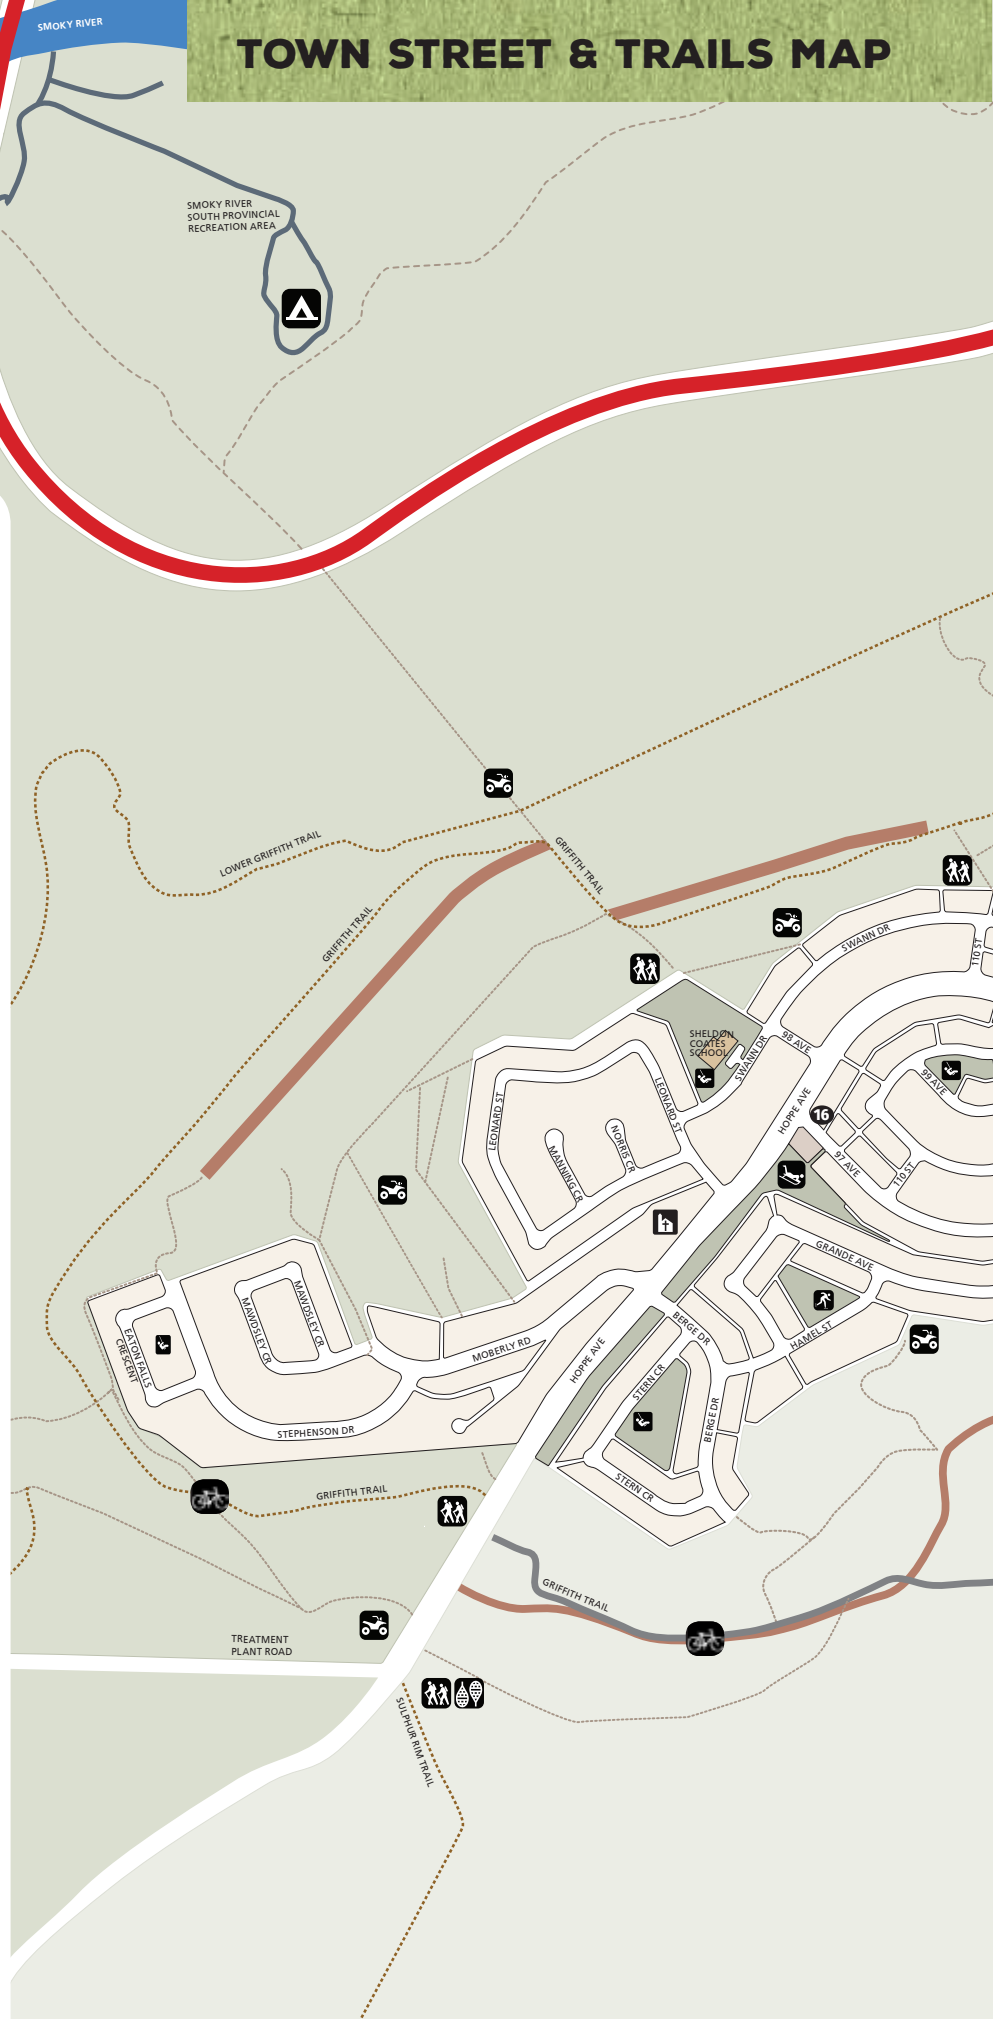 SMOKY RIVER
TOWN STREET & TRAILS MAP
SMOKY RIVER
SOUTH PROVINCIAL
RECREATION AREA
LOWER GRIFFITH TRAIL
GRIFFITH TRAIL
GRIFFITH TRAIL
SWANN DR
110 ST
SHELDON
COATES
SCHOOL
SWANN DR
98 AVE
99 AVE
HOPPE AVE
16
LEONARD ST
LEONARD ST
NORRIS CR
MANNING CR
97 AVE
110 ST
GRANDE AVE
MAWDSLEY CR
MAWDSLEY CR
EATON FALLS
CRESCENT
BERGE DR
HAMEL ST
MOBERLY RD
HOPPE AVE
STERN CR
BERGE DR
STEPHENSON DR
STERN CR
GRIFFITH TRAIL
GRIFFITH TRAIL
TREATMENT
PLANT ROAD
SULPHUR RIM TRAIL